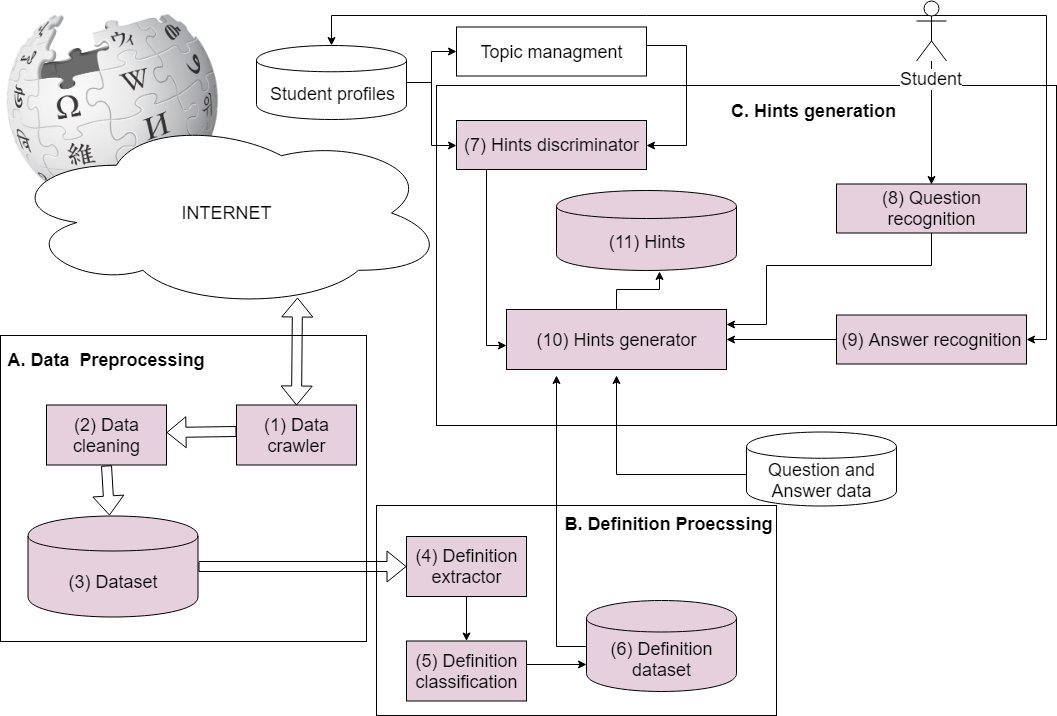 Student
Topic managment
Student profiles
C. Hints generation
(7) Hints discriminator
(8) Question
recognition
(11) Hints
(10) Hints generator
(9) Answer recognition
Ω
W
И
維
INTERNET
A. Data  Preprocessing
(2) Data
cleaning
(1) Data
crawler
(3) Dataset
Question and
Answer data
B. Definition Proecssing
(4) Definition
extractor
(5) Definition
classification
(6) Definition
dataset